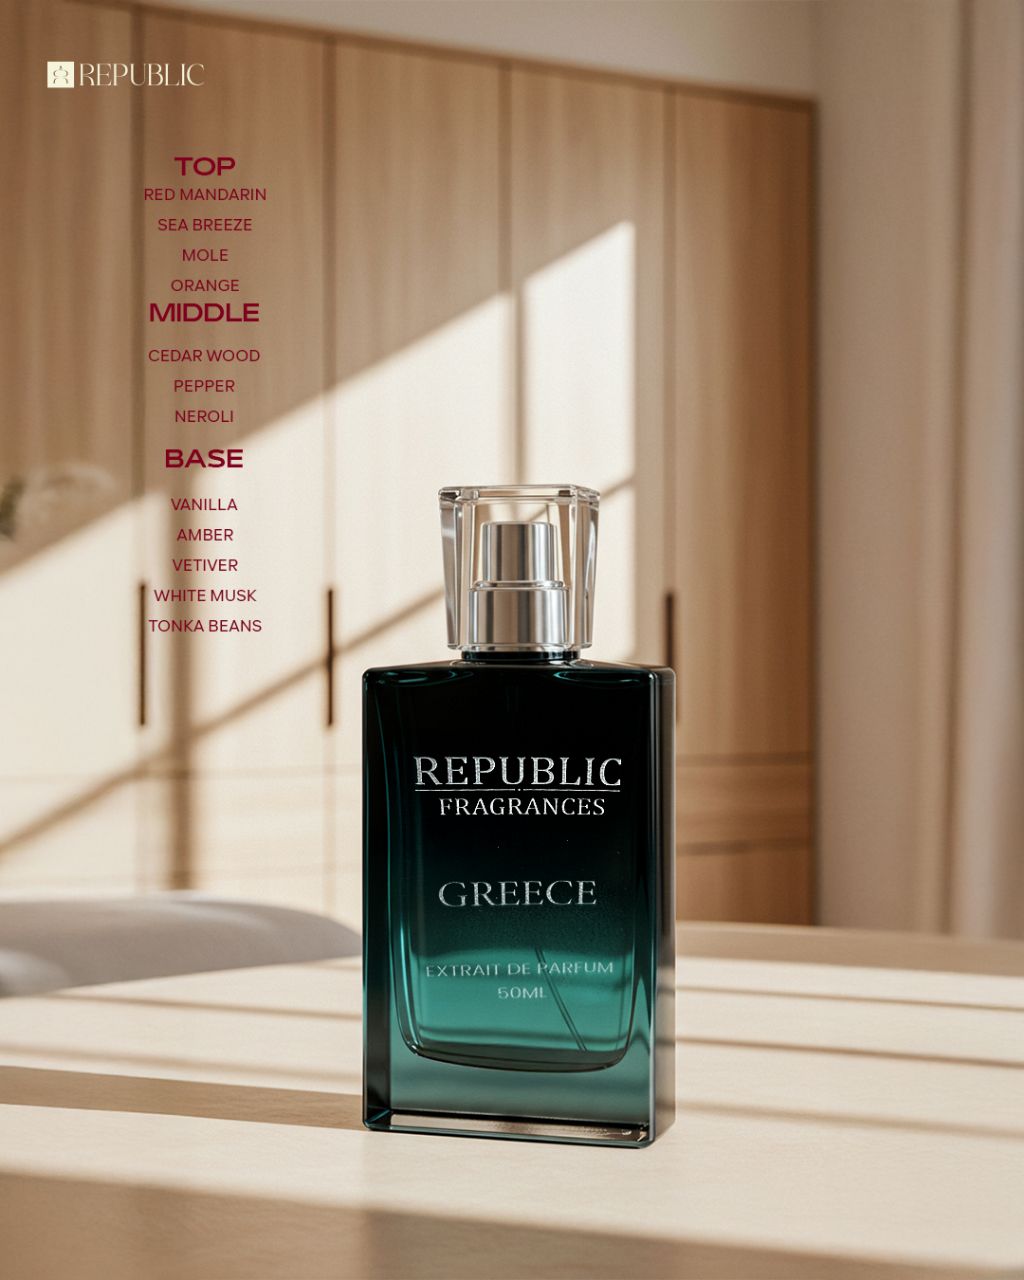 REPUBLIC
TOP
RED MANDARIN
SEA BREEZE
MOLE
ORANGE
MIDDLE
CEDAR WOOD
PEPPER
NEROLI
BASE
VANILLA
AMBER
VETIVER
WHITE MUSK
TONKA BEANS
REPUBLIC
FRAGRANCES
GREECE
EXTRAIT DE PARFUM
50ML